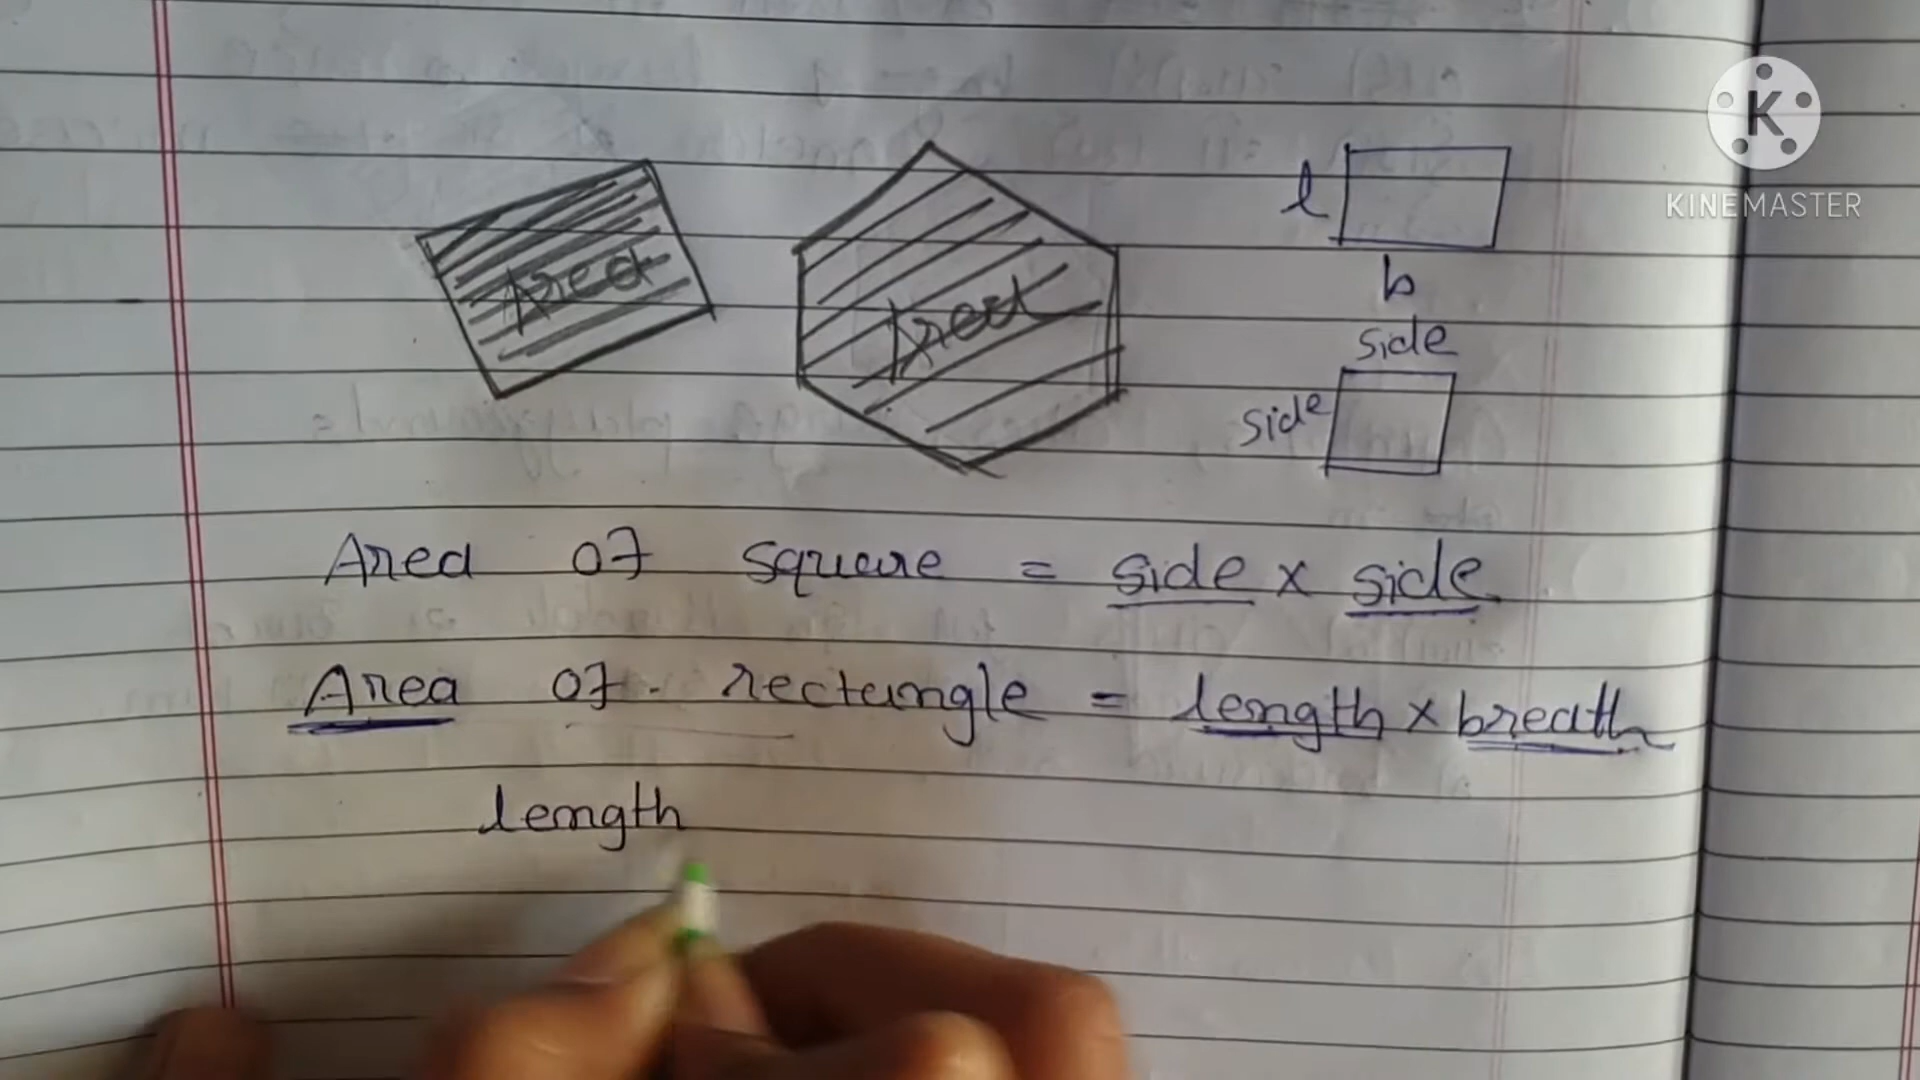 K
KINEMASTER
Area
Area
l
b
side
side
Area of square = side x side
Area of rectangle = length x breath
length